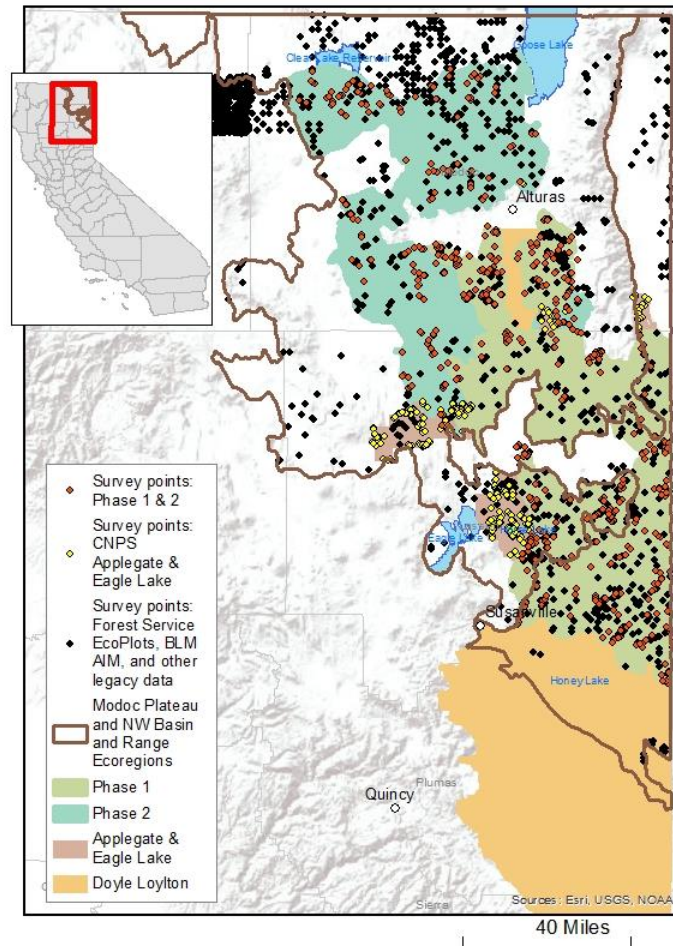 Clear Lake Reservoir
Goose Lake
Alturas
Eagle Lake
Susanville
Honey Lake
Quincy
Plumas
Sierra
Survey points:
Phase 1 & 2
Survey points:
CNPS
Applegate &
Eagle Lake
Survey points:
Forest Service
EcoPlots, BLM
AIM, and other
legacy data
Modoc Plateau
and NW Basin
and Range
Ecoregions
Phase 1
Phase 2
Applegate &
Eagle Lake
Doyle Loylton
Sources: Esri, USGS, NOAA
40 Miles